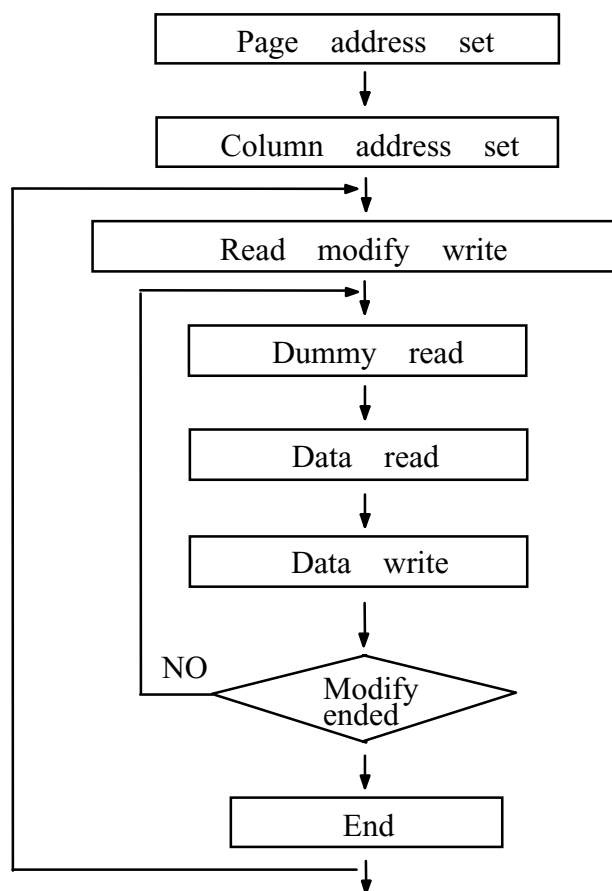 Page address set
Column address set
Read modify write
Dummy read
Data read
Data write
NO
Modify
ended
End